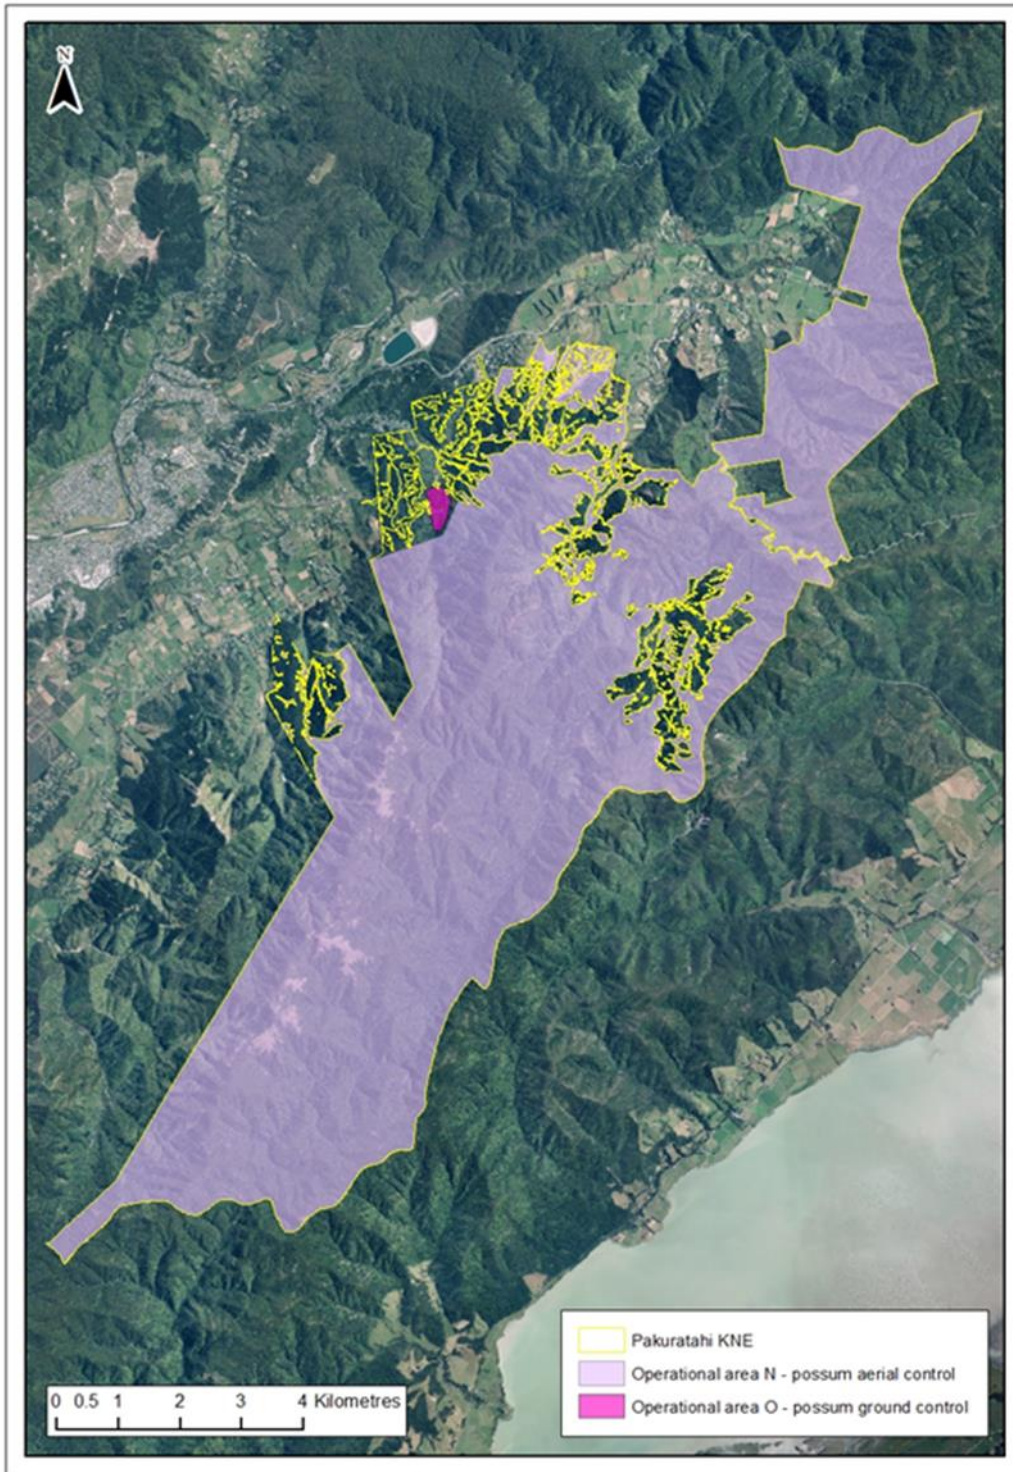 N
Pakuratahi KNE
Operational area N - possum aerial control
Operational area O - possum ground control
0 0.5 1 2 3 4 Kilometres